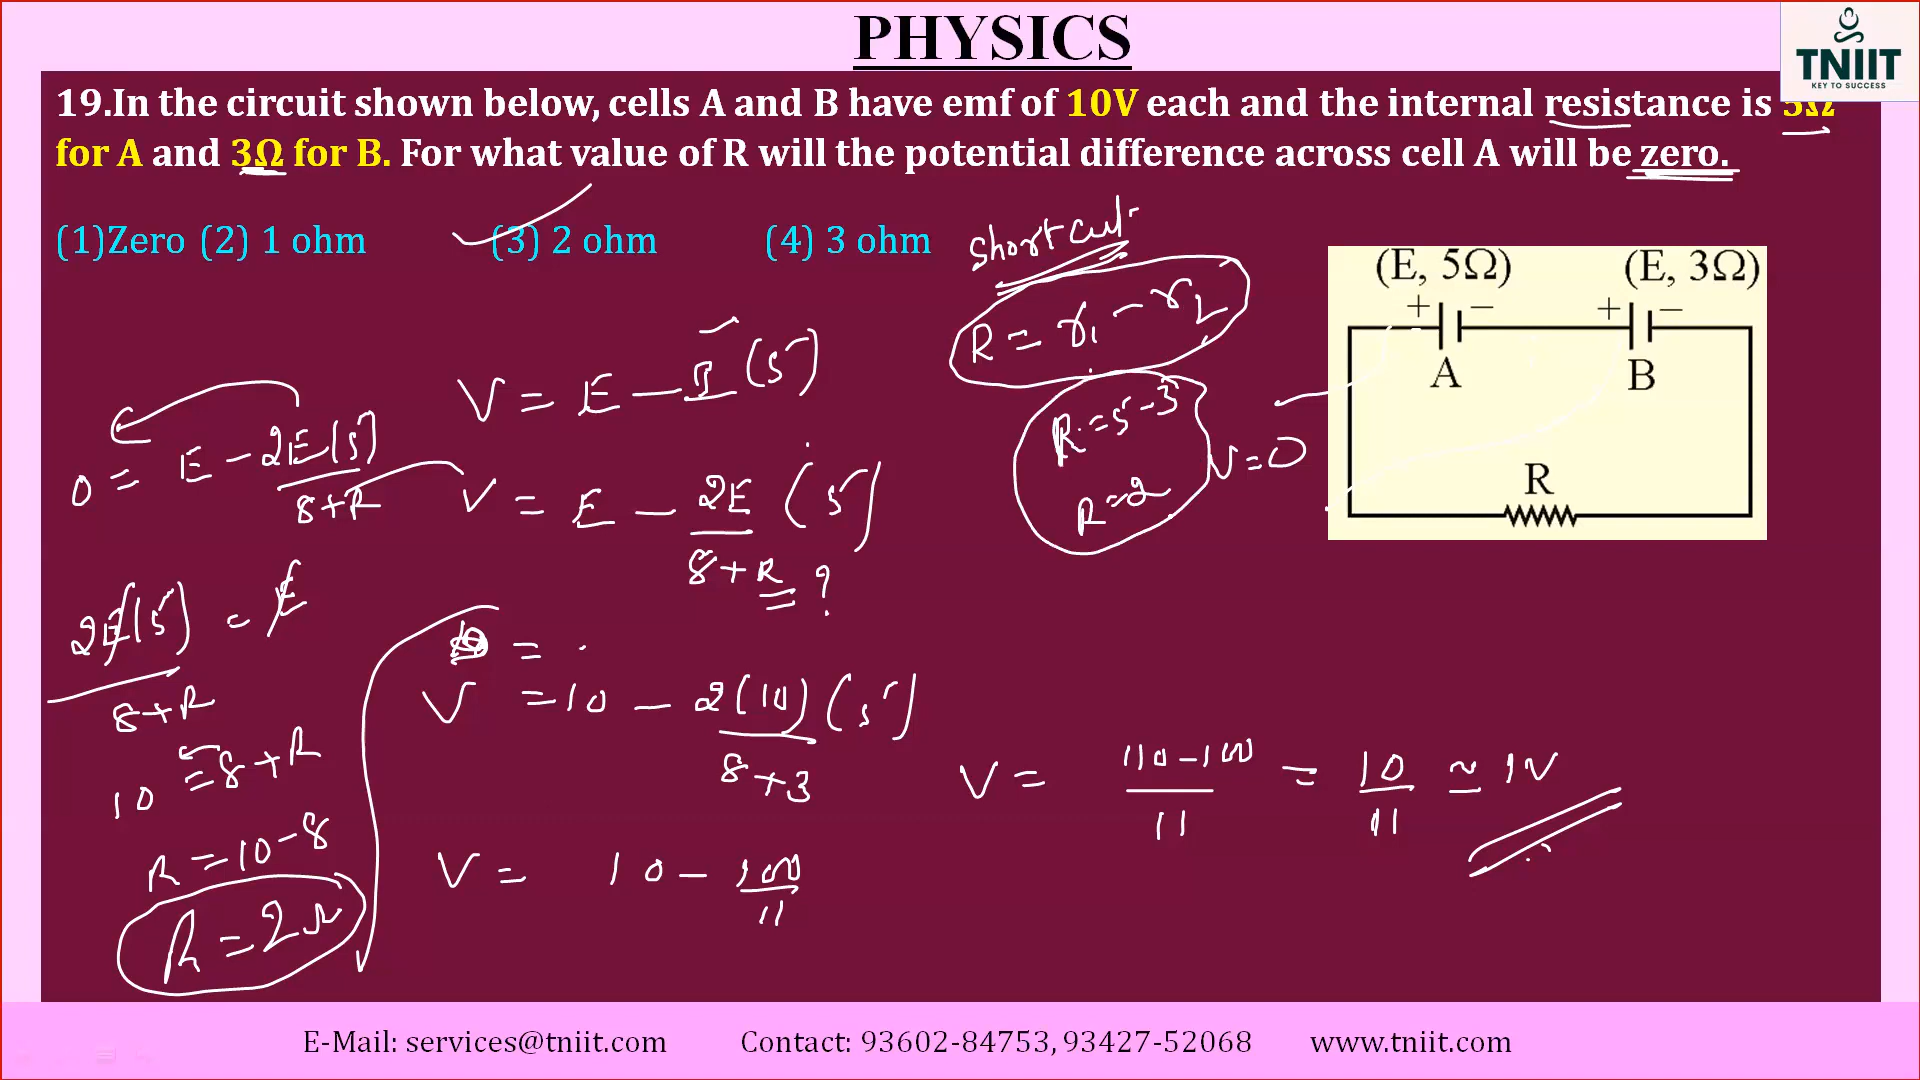 PHYSICS
TNIIT
KEY TO SUCCESS
19.In the circuit shown below, cells A and B have emf of 10V each and the internal resistance is 5Ω
for A and 3Ω for B. For what value of R will the potential difference across cell A will be zero.
(1)Zero (2) 1 ohm (3) 2 ohm (4) 3 ohm
Shortcut
R = r₁ - r₂
R = 5 - 3
R = 2
V = 0
(E, 5Ω) (E, 3Ω)
+ − + −
A B
R
V = E - I (5)
V = E - 2E/(8+R) (5)
= ?
0 = E - 2E(5)/(8+R)
2E(5)/(8+R) = E
10 = 8+R
R = 10-8
R = 2Ω
=
V = 10 - 2(10)/(8+3) (5)
V = 10 - 100/11
V = (110-100)/11 = 10/11 ≃ 1V
E-Mail: services@tniit.com Contact: 93602-84753, 93427-52068 www.tniit.com